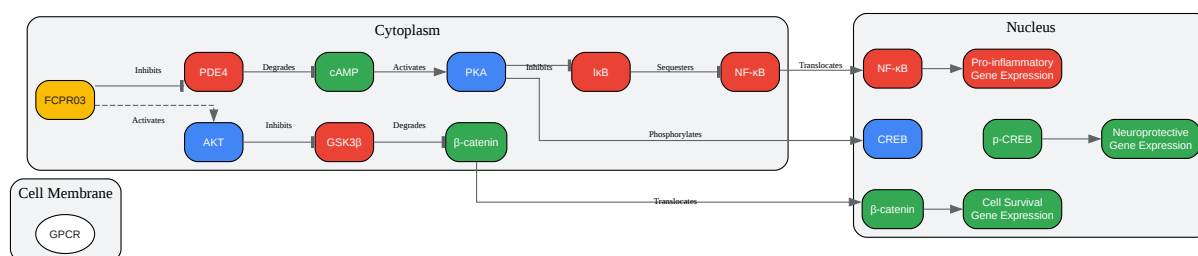 Cytoplasm
Nucleus
Inhibits
Degrades
Activates
Inhibits
Sequesters
Translocates
FCPR03
PDE4
cAMP
PKA
IκB
NF-κB
NF-κB
Pro-inflammatory
Gene Expression
Activates
Inhibits
Degrades
Phosphorylates
AKT
GSK3β
β-catenin
CREB
p-CREB
Neuroprotective
Gene Expression
Translocates
β-catenin
Cell Survival
Gene Expression
Cell Membrane
GPCR